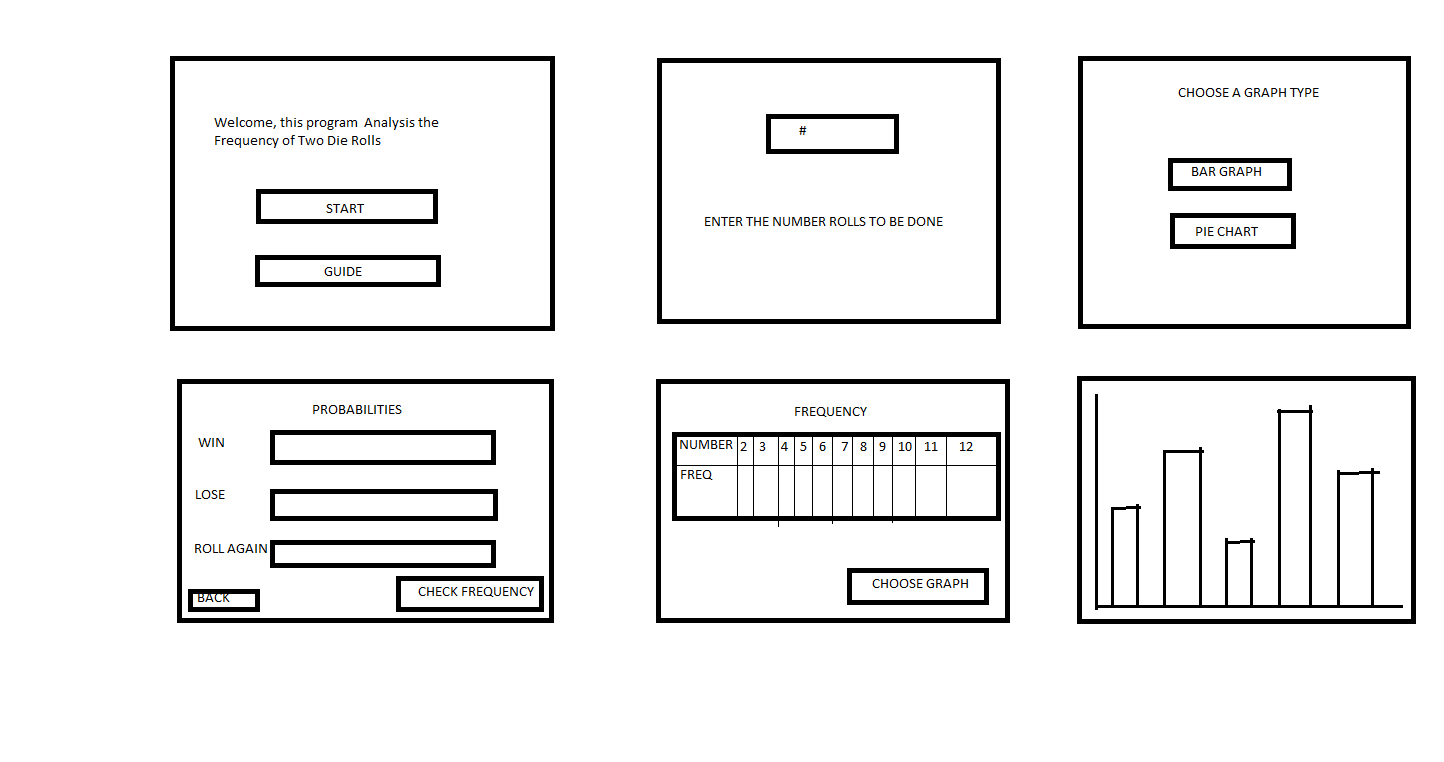 Welcome, this program  Analysis the
Frequency of Two Die Rolls
START
GUIDE
#
ENTER THE NUMBER ROLLS TO BE DONE
CHOOSE A GRAPH TYPE
BAR GRAPH
PIE CHART
PROBABILITIES
WIN
LOSE
ROLL AGAIN
BACK
CHECK FREQUENCY
FREQUENCY
NUMBER 2 3 4 5 6 7 8 9 10 11 12
FREQ
CHOOSE GRAPH